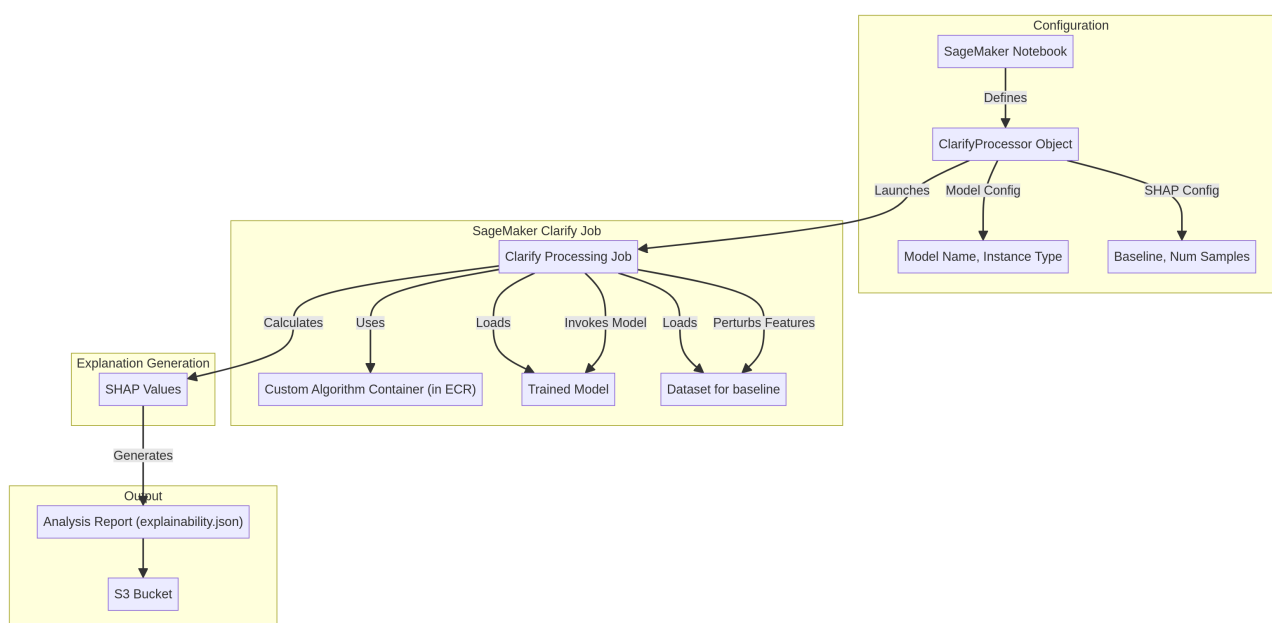 Configuration
SageMaker Notebook
Defines
ClarifyProcessor Object
Launches
Model Config
SHAP Config
SageMaker Clarify Job
Clarify Processing Job
Model Name, Instance Type
Baseline, Num Samples
Calculates
Uses
Loads
Invokes Model
Loads
Perturbs Features
Explanation Generation
SHAP Values
Custom Algorithm Container (in ECR)
Trained Model
Dataset for baseline
Generates
Output
Analysis Report (explainability.json)
S3 Bucket